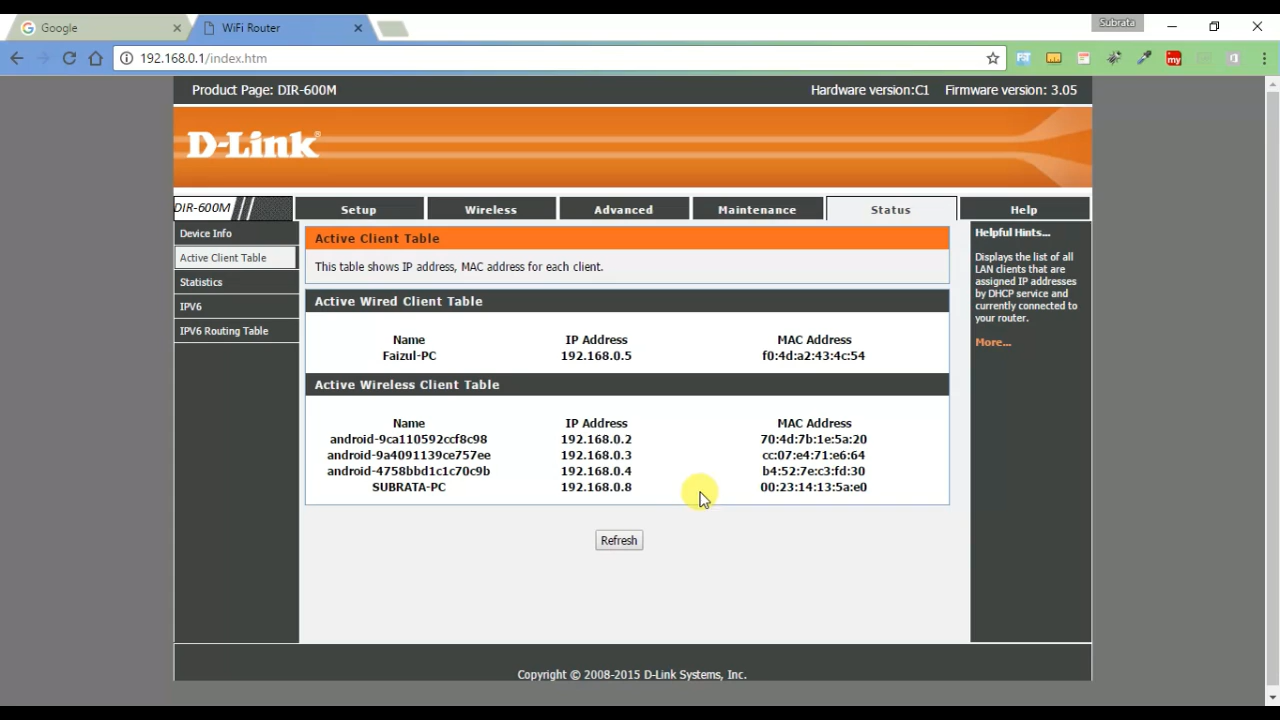 Google
WiFi Router
Subrata
192.168.0.1/index.htm
my
Product Page: DIR-600M
Hardware version:C1 Firmware version: 3.05
D-Link
DIR-600M
Setup
Wireless
Advanced
Maintenance
Status
Help
Device Info
Active Client Table
Statistics
IPV6
IPV6 Routing Table
Active Client Table
This table shows IP address, MAC address for each client.
Active Wired Client Table
Name IP Address MAC Address
Faizul-PC 192.168.0.5 f0:4d:a2:43:4c:54
Active Wireless Client Table
Name IP Address MAC Address
android-9ca110592ccf8c98 192.168.0.2 70:4d:7b:1e:5a:20
android-9a4091139ce757ee 192.168.0.3 cc:07:e4:71:e6:64
android-4758bbd1c1c70c9b 192.168.0.4 b4:52:7e:c3:fd:30
SUBRATA-PC 192.168.0.8 00:23:14:13:5a:e0
Refresh
Helpful Hints...
Displays the list of all
LAN clients that are
assigned IP addresses
by DHCP service and
currently connected to
your router.
More...
Copyright © 2008-2015 D-Link Systems, Inc.